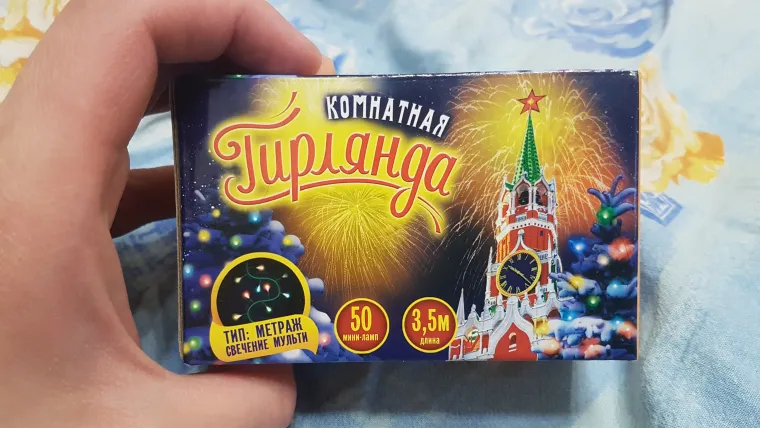 КОМНАТНАЯ
Гирлянда
ТИП: МЕТРАЖ
СВЕЧЕНИЕ МУЛЬТИ
50
МИНИ-ЛАМП
3,5м
ДЛИНА